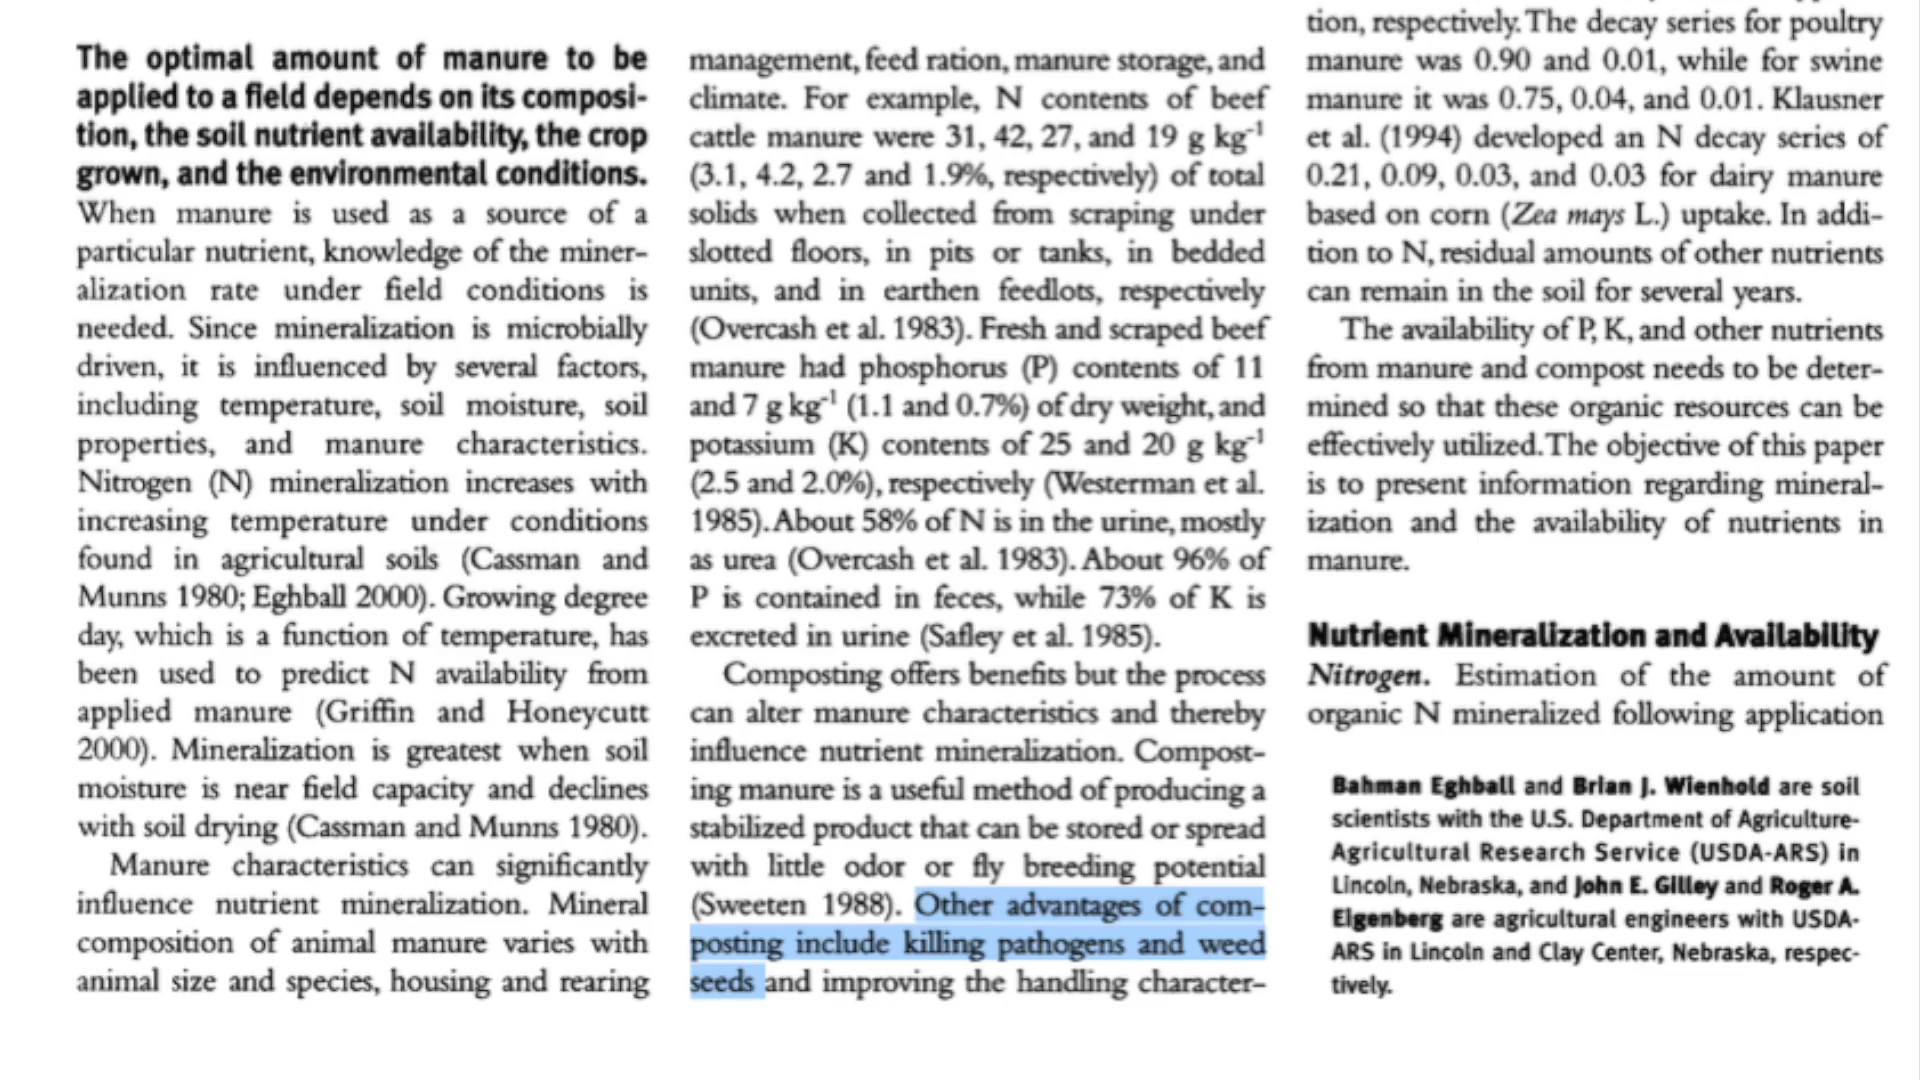 The optimal amount of manure to be
applied to a field depends on its composi-
tion, the soil nutrient availability, the crop
grown, and the environmental conditions.
When manure is used as a source of a
particular nutrient, knowledge of the miner-
alization rate under field conditions is
needed. Since mineralization is microbially
driven, it is influenced by several factors,
including temperature, soil moisture, soil
properties, and manure characteristics.
Nitrogen (N) mineralization increases with
increasing temperature under conditions
found in agricultural soils (Cassman and
Munns 1980; Eghball 2000). Growing degree
day, which is a function of temperature, has
been used to predict N availability from
applied manure (Griffin and Honeycutt
2000). Mineralization is greatest when soil
moisture is near field capacity and declines
with soil drying (Cassman and Munns 1980).
Manure characteristics can significantly
influence nutrient mineralization. Mineral
composition of animal manure varies with
animal size and species, housing and rearing
management, feed ration, manure storage, and
climate. For example, N contents of beef
cattle manure were 31, 42, 27, and 19 g kg⁻¹
(3.1, 4.2, 2.7 and 1.9%, respectively) of total
solids when collected from scraping under
slotted floors, in pits or tanks, in bedded
units, and in earthen feedlots, respectively
(Overcash et al. 1983). Fresh and scraped beef
manure had phosphorus (P) contents of 11
and 7 g kg⁻¹ (1.1 and 0.7%) of dry weight, and
potassium (K) contents of 25 and 20 g kg⁻¹
(2.5 and 2.0%), respectively (Westerman et al.
1985). About 58% of N is in the urine, mostly
as urea (Overcash et al. 1983). About 96% of
P is contained in feces, while 73% of K is
excreted in urine (Safley et al. 1985).
Composting offers benefits but the process
can alter manure characteristics and thereby
influence nutrient mineralization. Compost-
ing manure is a useful method of producing a
stabilized product that can be stored or spread
with little odor or fly breeding potential
(Sweeten 1988). Other advantages of com-
posting include killing pathogens and weed
seeds and improving the handling character-
tion, respectively. The decay series for poultry
manure was 0.90 and 0.01, while for swine
manure it was 0.75, 0.04, and 0.01. Klausner
et al. (1994) developed an N decay series of
0.21, 0.09, 0.03, and 0.03 for dairy manure
based on corn (Zea mays L.) uptake. In addi-
tion to N, residual amounts of other nutrients
can remain in the soil for several years.
The availability of P, K, and other nutrients
from manure and compost needs to be deter-
mined so that these organic resources can be
effectively utilized. The objective of this paper
is to present information regarding mineral-
ization and the availability of nutrients in
manure.
Nutrient Mineralization and Availability
Nitrogen. Estimation of the amount of
organic N mineralized following application
Bahman Eghball and Brian J. Wienhold are soil
scientists with the U.S. Department of Agriculture-
Agricultural Research Service (USDA-ARS) in
Lincoln, Nebraska, and John E. Gilley and Roger A.
Eigenberg are agricultural engineers with USDA-
ARS in Lincoln and Clay Center, Nebraska, respec-
tively.